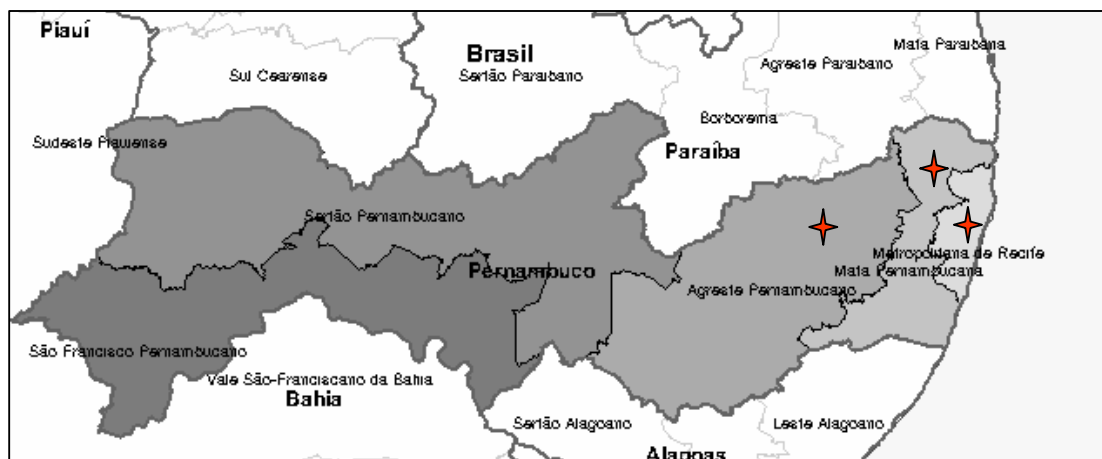 Piauí
Brasil
Mata Paraibana
Agreste Paraibano
Sul Cearense
Sertão Paraibano
Borborema
Sudeste Piauiense
Paraíba
Sertão Pernambucano
Metropolitana de Recife
Pernambuco
Mata Pernambucana
Agreste Pernambucano
São Francisco Pernambucano
Vale São-Franciscano da Bahia
Bahia
Sertão Alagoano
Leste Alagoano
Alagoas